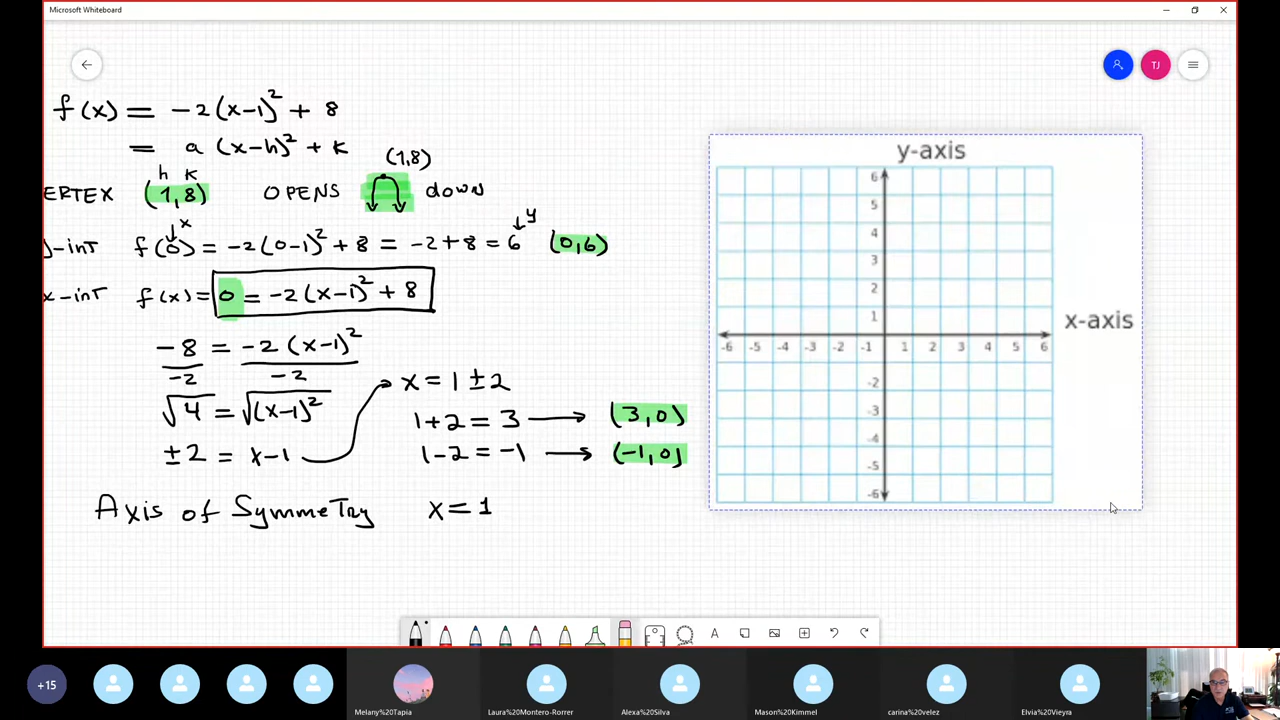 Microsoft Whiteboard
TJ
f(x) = -2(x-1)² + 8
= a (x-h)² + k
(1,8)
h k
ERTEX (1,8) OPENS down
x
y
y-int f(0) = -2(0-1)² + 8 = -2+8 = 6 (0,6)
x-int f(x) = 0 = -2(x-1)² + 8
-8 = -2(x-1)²
-2 -2
√4 = √(x-1)²
±2 = x-1
x = 1 ± 2
1+2 = 3 → (3,0)
1-2 = -1 → (-1,0)
Axis of Symmetry x = 1
y-axis
6
5
4
3
2
1
x-axis
-6 -5 -4 -3 -2 -1 1 2 3 4 5 6
-2
-3
-4
-5
-6
A
+15
Melany%20Tapia
Laura%20Montero-Rorrer
Alexa%20Silva
Mason%20Kimmel
carina%20velez
Elvia%20Vieyra